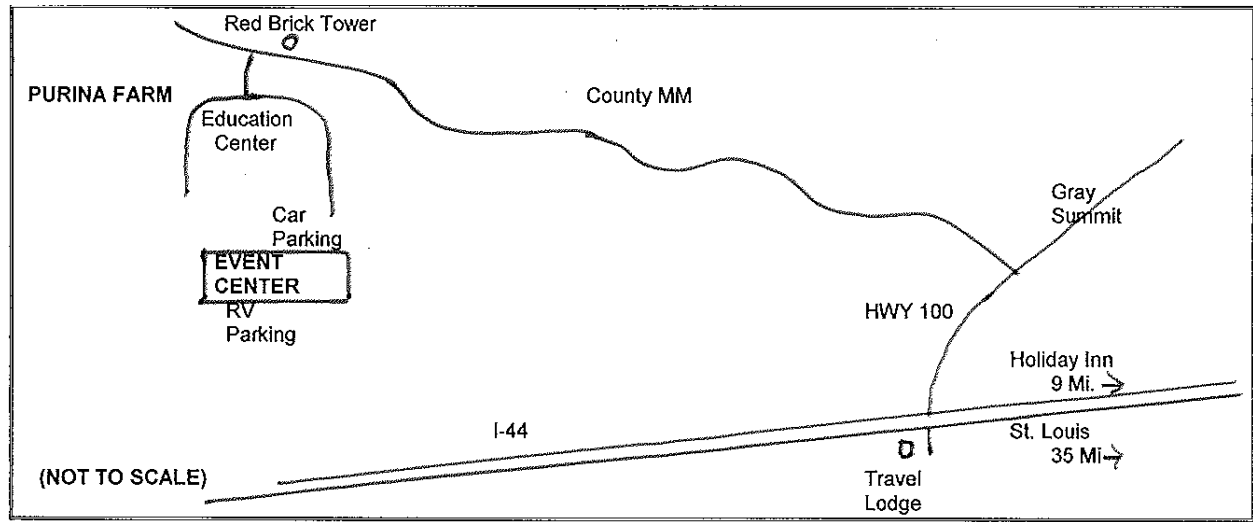 Red Brick Tower
PURINA FARM
County MM
Education
Center
Gray
Summit
Car
Parking
EVENT
CENTER
RV
Parking
HWY 100
Holiday Inn
9 Mi.
I-44
St. Louis
35 Mi
(NOT TO SCALE)
Travel
Lodge